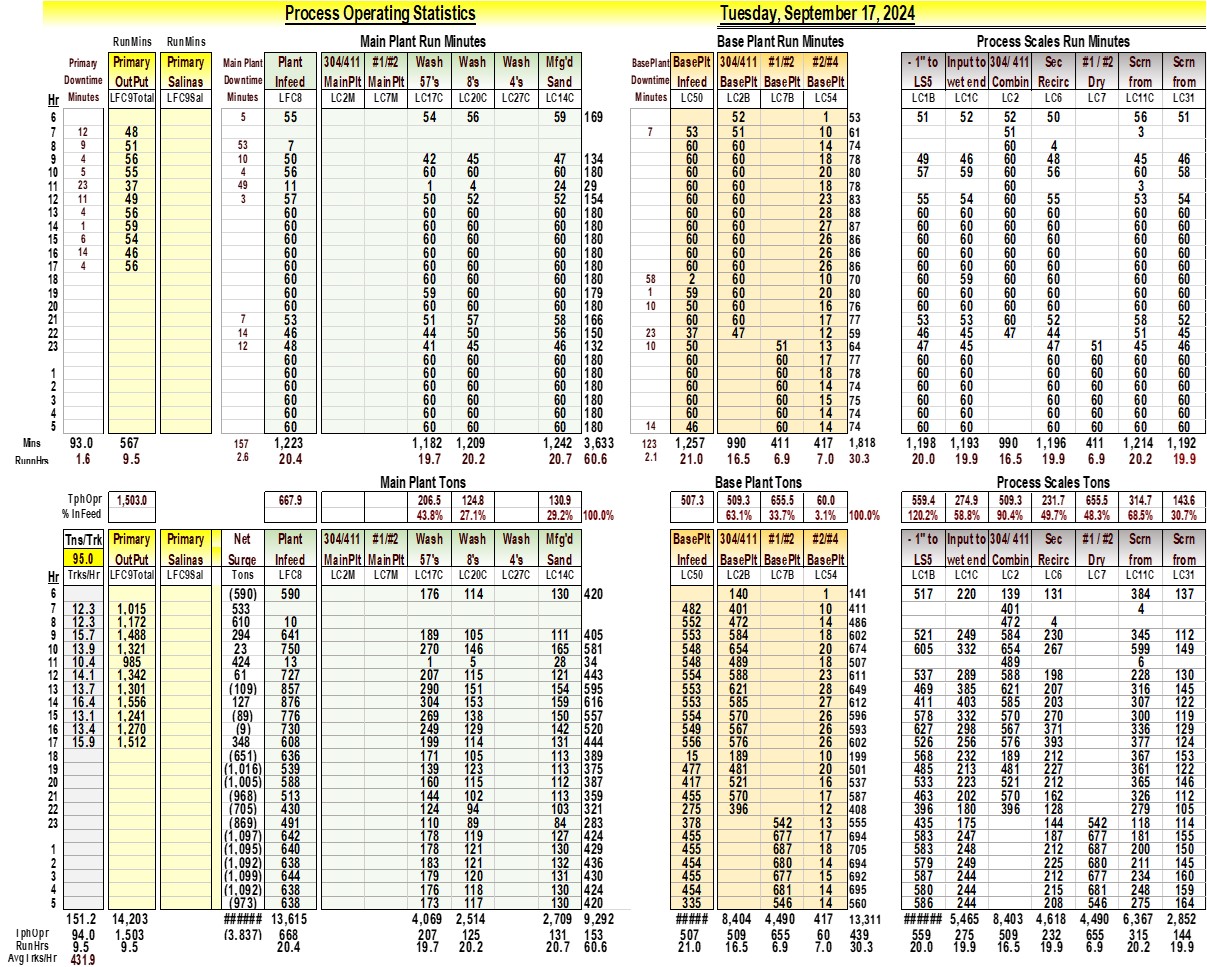 Process Operating Statistics Tuesday, September 17, 2024
RunMins RunMins Main Plant Run Minutes Base Plant Run Minutes Process Scales Run Minutes
Primary Primary Primary Main Plant Plant 304/411 #1/#2 Wash Wash Wash Mfg'd BasePlant BasePlt 304/411 #1/#2 #2/#4 - 1" to Input to 304/ 411 Sec #1 / #2 Scrn Scrn
Downtime OutPut Salinas Downtime Infeed MainPlt MainPlt 57's 8's 4's Sand Downtime Infeed BasePlt BasePlt BasePlt LS5 wet end Combin Recirc Dry from from
Hr Minutes LFC9Total LFC9Sal Minutes LFC8 LC2M LC7M LC17C LC20C LC27C LC14C Minutes LC50 LC2B LC7B LC54 LC1B LC1C LC2 LC6 LC7 LC11C LC31
6 5 55 54 56 59 169 52 1 53 51 52 52 50 56 51
7 12 48 7 53 51 10 61 51 3
8 9 51 53 7 60 60 14 74 60 4
9 4 56 10 50 42 45 47 134 60 60 18 78 49 46 60 48 45 46
10 5 55 4 56 60 60 60 180 60 60 20 80 57 59 60 56 60 58
11 23 37 49 11 1 4 24 29 60 60 18 78 60 3
12 11 49 3 57 50 52 52 154 60 60 23 83 55 54 60 55 53 54
13 4 56 60 60 60 60 180 60 60 28 88 60 60 60 60 60 60
14 1 59 60 60 60 60 180 60 60 27 87 60 60 60 60 60 60
15 6 54 60 60 60 60 180 60 60 26 86 60 60 60 60 60 60
16 14 46 60 60 60 60 180 60 60 26 86 60 60 60 60 60 60
17 4 56 60 60 60 60 180 60 60 26 86 60 60 60 60 60 60
18 60 60 60 60 180 58 2 60 10 70 60 59 60 60 60 60
19 60 59 60 60 179 1 59 60 20 80 60 60 60 60 60 60
20 60 60 60 60 180 10 50 60 16 76 60 60 60 60 60 60
21 7 53 51 57 58 166 60 60 17 77 53 53 60 52 58 52
22 14 46 44 50 56 150 23 37 47 12 59 46 45 47 44 51 45
23 12 48 41 45 46 132 10 50 51 13 64 47 45 47 51 45 46
60 60 60 60 180 60 60 17 77 60 60 60 60 60 60
1 60 60 60 60 180 60 60 18 78 60 60 60 60 60 60
2 60 60 60 60 180 60 60 14 74 60 60 60 60 60 60
3 60 60 60 60 180 60 60 15 75 60 60 60 60 60 60
4 60 60 60 60 180 60 60 14 74 60 60 60 60 60 60
5 60 60 60 60 180 14 46 60 14 74 60 60 60 60 60 60
Mins 93.0 567 157 1,223 1,182 1,209 1,242 3,633 123 1,257 990 411 417 1,818 1,198 1,193 990 1,196 411 1,214 1,192
RunnHrs 1.6 9.5 2.6 20.4 19.7 20.2 20.7 60.6 2.1 21.0 16.5 6.9 7.0 30.3 20.0 19.9 16.5 19.9 6.9 20.2 19.9
Main Plant Tons Base Plant Tons Process Scales Tons
TphOpr 1,503.0 667.9 206.5 124.8 130.9 507.3 509.3 655.5 60.0 559.4 274.9 509.3 231.7 655.5 314.7 143.6
% InFeed 43.8% 27.1% 29.2% 100.0% 63.1% 33.7% 3.1% 100.0% 120.2% 58.8% 90.4% 49.7% 48.3% 68.5% 30.7%
Tns/Trk Primary Primary Net Plant 304/411 #1/#2 Wash Wash Wash Mfg'd BasePlt 304/411 #1/#2 #2/#4 - 1" to Input to 304/ 411 Sec #1 / #2 Scrn Scrn
95.0 OutPut Salinas Surge Infeed MainPlt MainPlt 57's 8's 4's Sand Infeed BasePlt BasePlt BasePlt LS5 wet end Combin Recirc Dry from from
Hr Trks/Hr LFC9Total LFC9Sal Tons LFC8 LC2M LC7M LC17C LC20C LC27C LC14C LC50 LC2B LC7B LC54 LC1B LC1C LC2 LC6 LC7 LC11C LC31
6 (590) 590 176 114 130 420 140 1 141 517 220 139 131 384 137
7 12.3 1,015 533 482 401 10 411 401 4
8 12.3 1,172 610 10 552 472 14 486 472 4
9 15.7 1,488 294 641 189 105 111 405 553 584 18 602 521 249 584 230 345 112
10 13.9 1,321 23 750 270 146 165 581 548 654 20 674 605 332 654 267 599 149
11 10.4 985 424 13 1 5 28 34 548 489 18 507 489 6
12 14.1 1,342 61 727 207 115 121 443 554 588 23 611 537 289 588 198 228 130
13 13.7 1,301 (109) 857 290 151 154 595 553 621 28 649 469 385 621 207 316 145
14 16.4 1,556 127 876 304 153 159 616 553 585 27 612 411 403 585 203 307 122
15 13.1 1,241 (89) 776 269 138 150 557 554 570 26 596 578 332 570 270 300 119
16 13.4 1,270 (9) 730 249 129 142 520 549 567 26 593 627 298 567 371 336 129
17 15.9 1,512 348 608 199 114 131 444 556 576 26 602 526 256 576 393 377 124
18 (651) 636 171 105 113 389 15 189 10 199 568 232 189 212 367 153
19 (1,016) 539 139 123 113 375 477 481 20 501 485 213 481 227 361 122
20 (1,005) 588 160 115 112 387 417 521 16 537 533 223 521 212 365 146
21 (968) 513 144 102 113 359 455 570 17 587 463 202 570 162 326 112
22 (705) 430 124 94 103 321 275 396 12 408 396 180 396 128 279 105
23 (869) 491 110 89 84 283 378 542 13 555 435 175 144 542 118 114
(1,097) 642 178 119 127 424 455 677 17 694 583 247 187 677 181 155
1 (1,095) 640 178 121 130 429 455 687 18 705 583 248 212 687 200 150
2 (1,092) 638 183 121 132 436 454 680 14 694 579 249 225 680 211 145
3 (1,099) 644 179 120 131 430 455 677 15 692 587 244 212 677 234 160
4 (1,092) 638 176 118 130 424 454 681 14 695 580 244 215 681 248 159
5 (973) 638 173 117 130 420 335 546 14 560 586 244 208 546 275 164
151.2 14,203 ###### 13,615 4,069 2,514 2,709 9,292 ##### 8,404 4,490 417 13,311 ###### 5,465 8,403 4,618 4,490 6,367 2,852
TphOpr 94.0 1,503 (3,837) 668 207 125 131 153 507 509 655 60 439 559 275 509 232 655 315 144
RunHrs 9.5 9.5 20.4 19.7 20.2 20.7 60.6 21.0 16.5 6.9 7.0 30.3 20.0 19.9 16.5 19.9 6.9 20.2 19.9
AvgTrks/Hr 431.9